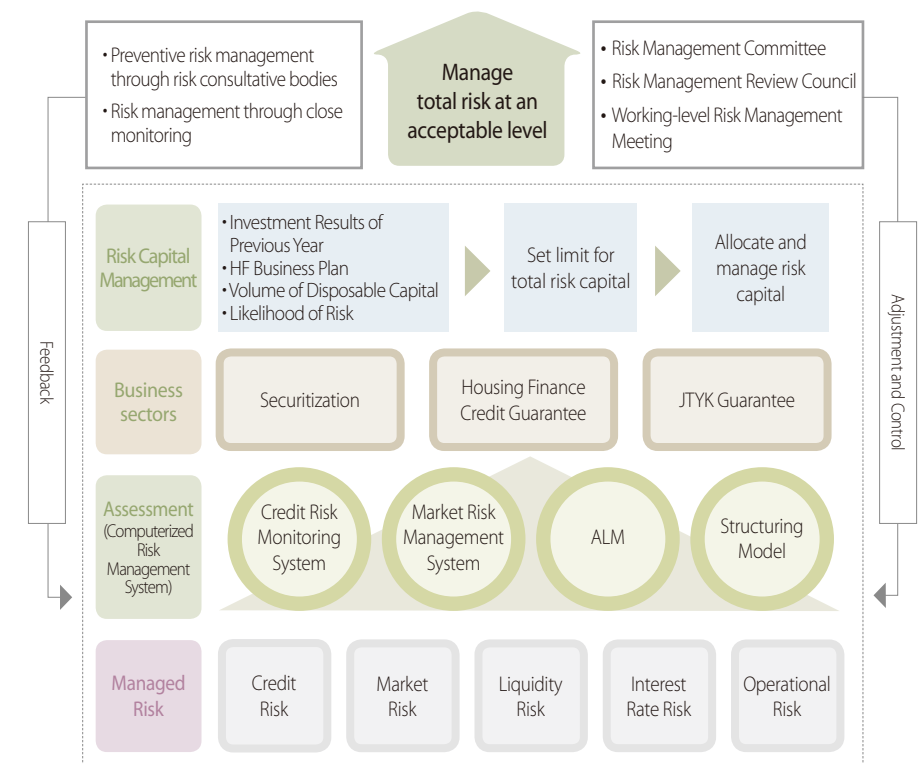 • Preventive risk management
through risk consultative bodies
• Risk management through close
monitoring
Manage
total risk at an
acceptable level
• Risk Management Committee
• Risk Management Review Council
• Working-level Risk Management
Meeting
Feedback
Adjustment and Control
Risk Capital
Management
• Investment Results of
Previous Year
• HF Business Plan
• Volume of Disposable Capital
• Likelihood of Risk
Set limit for
total risk capital
Allocate and
manage risk
capital
Business
sectors
Securitization
Housing Finance
Credit Guarantee
JTYK Guarantee
Assessment
(Computerized
Risk
Management
System)
Credit Risk
Monitoring
System
Market Risk
Management
System
ALM
Structuring
Model
Managed
Risk
Credit
Risk
Market
Risk
Liquidity
Risk
Interest
Rate Risk
Operational
Risk